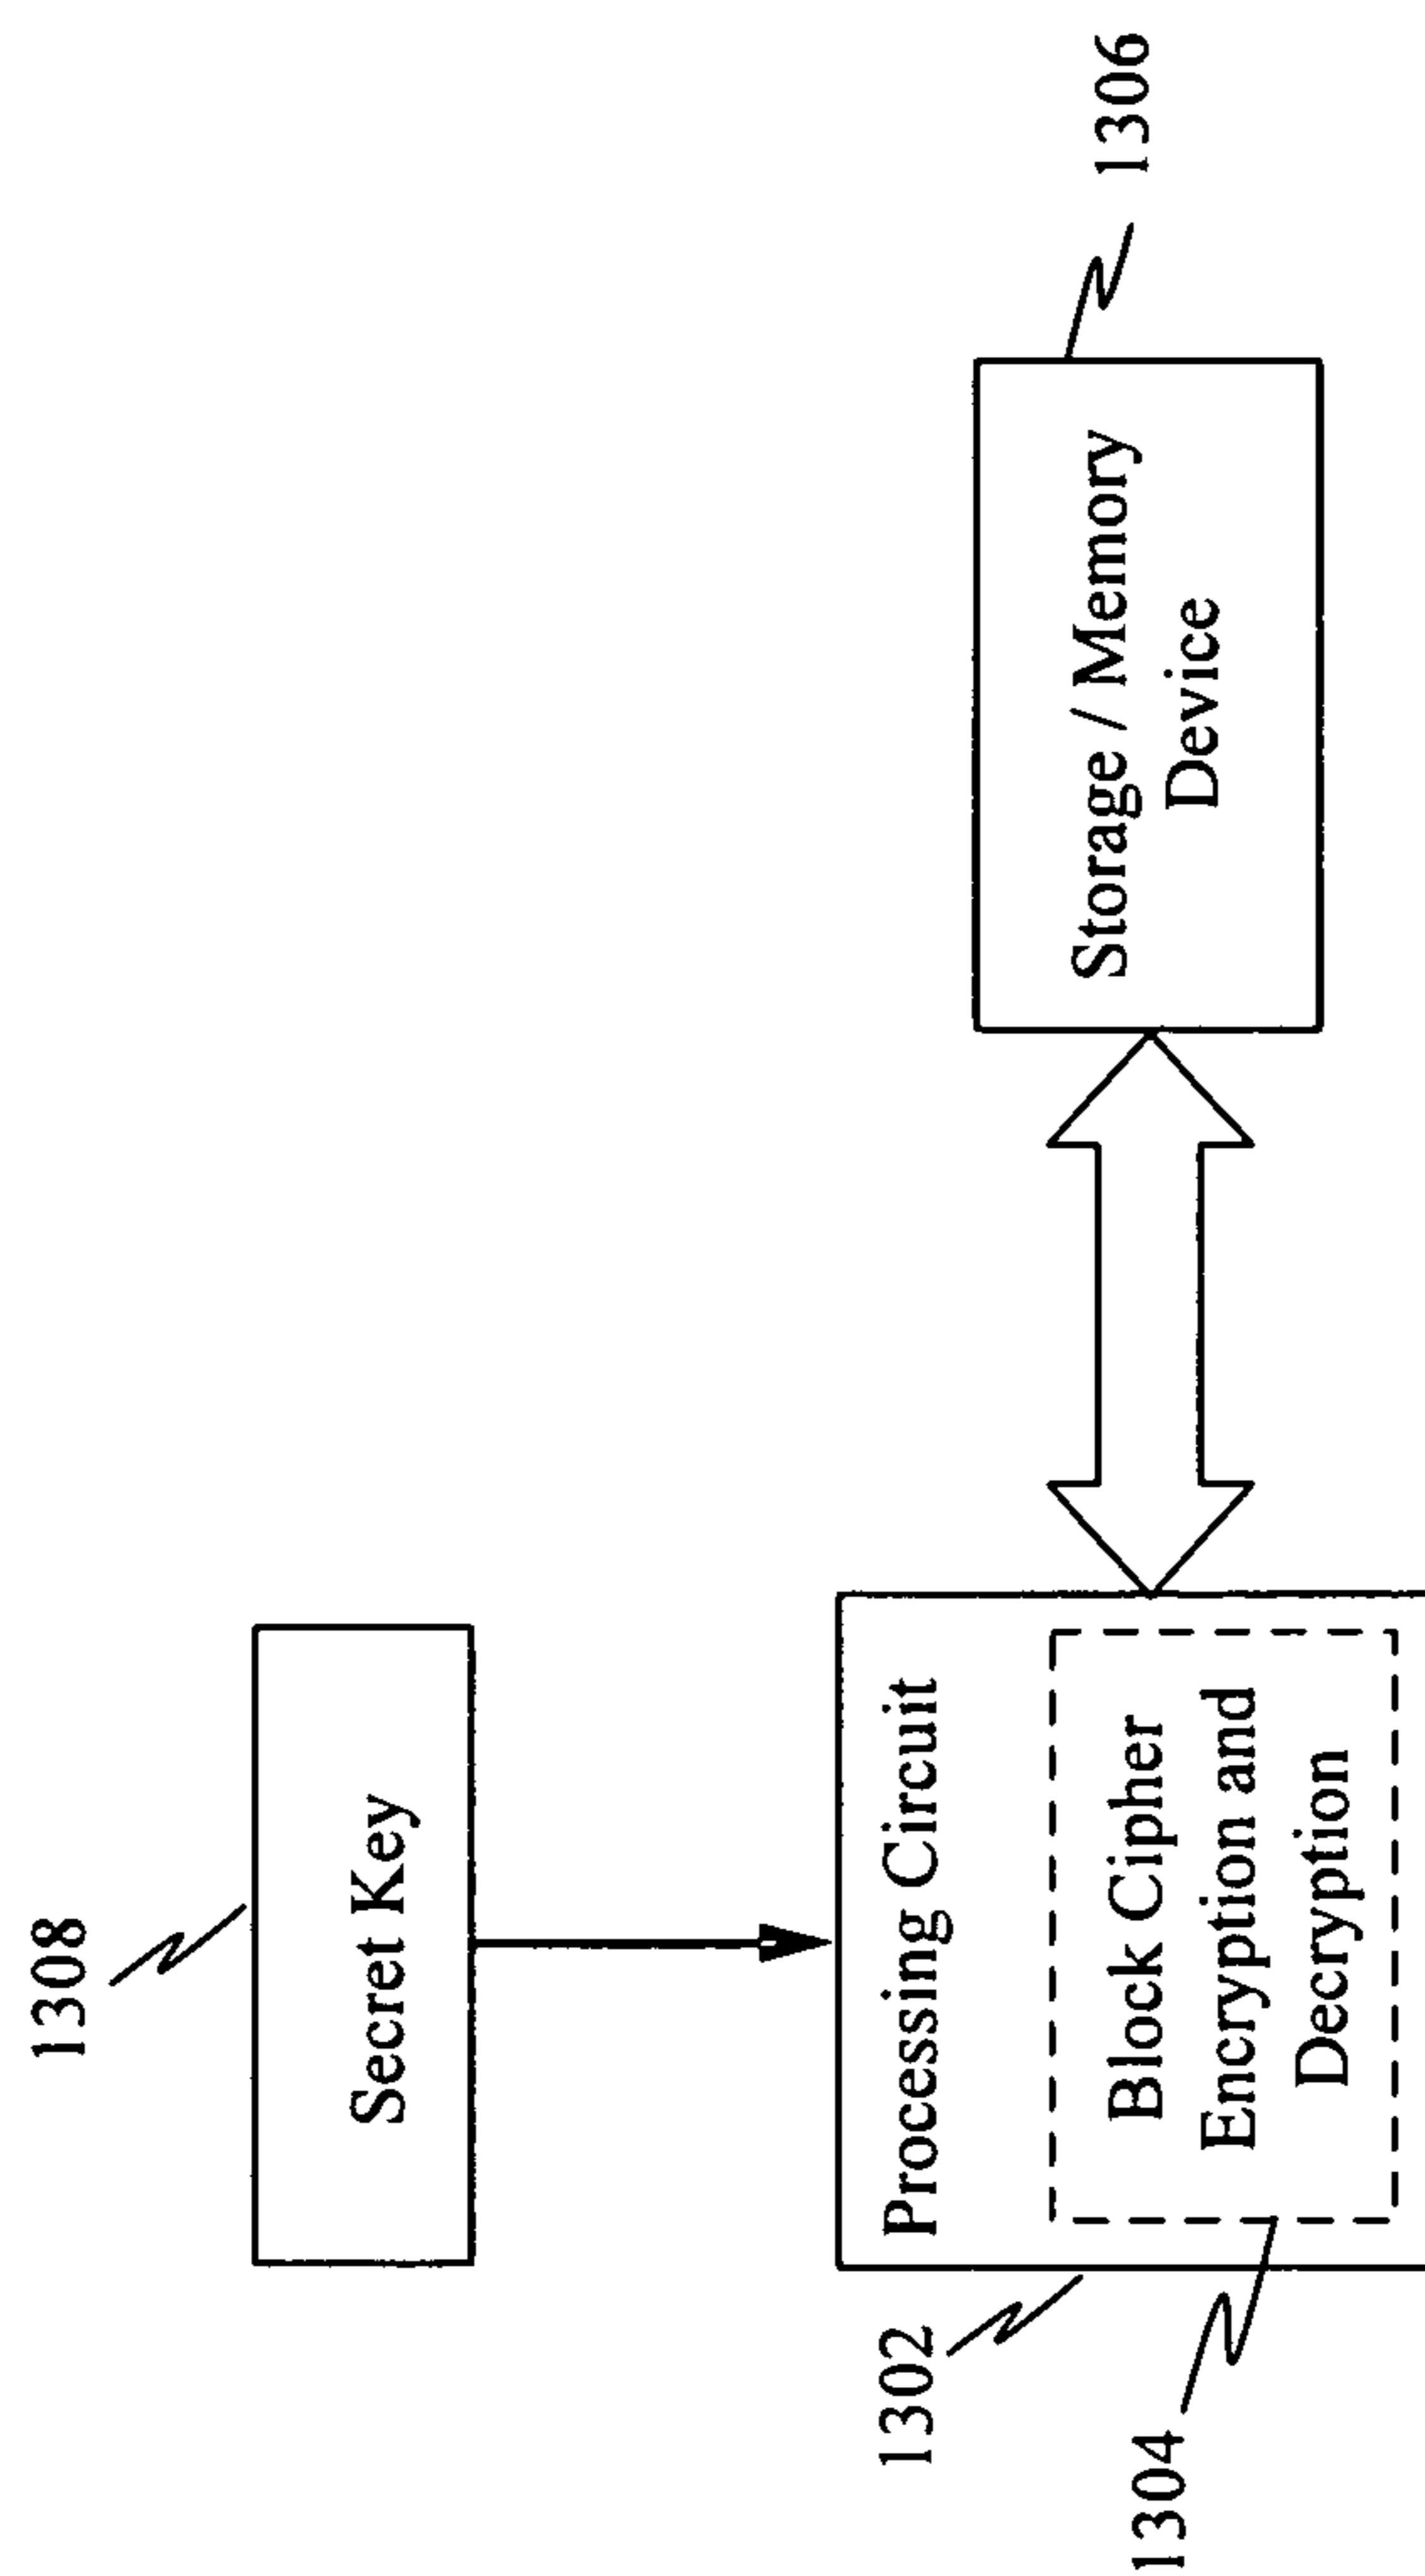 1308
Secret Key
1302
Processing Circuit
1304
Block Cipher
Encryption and
Decryption
Storage / Memory
Device
1306